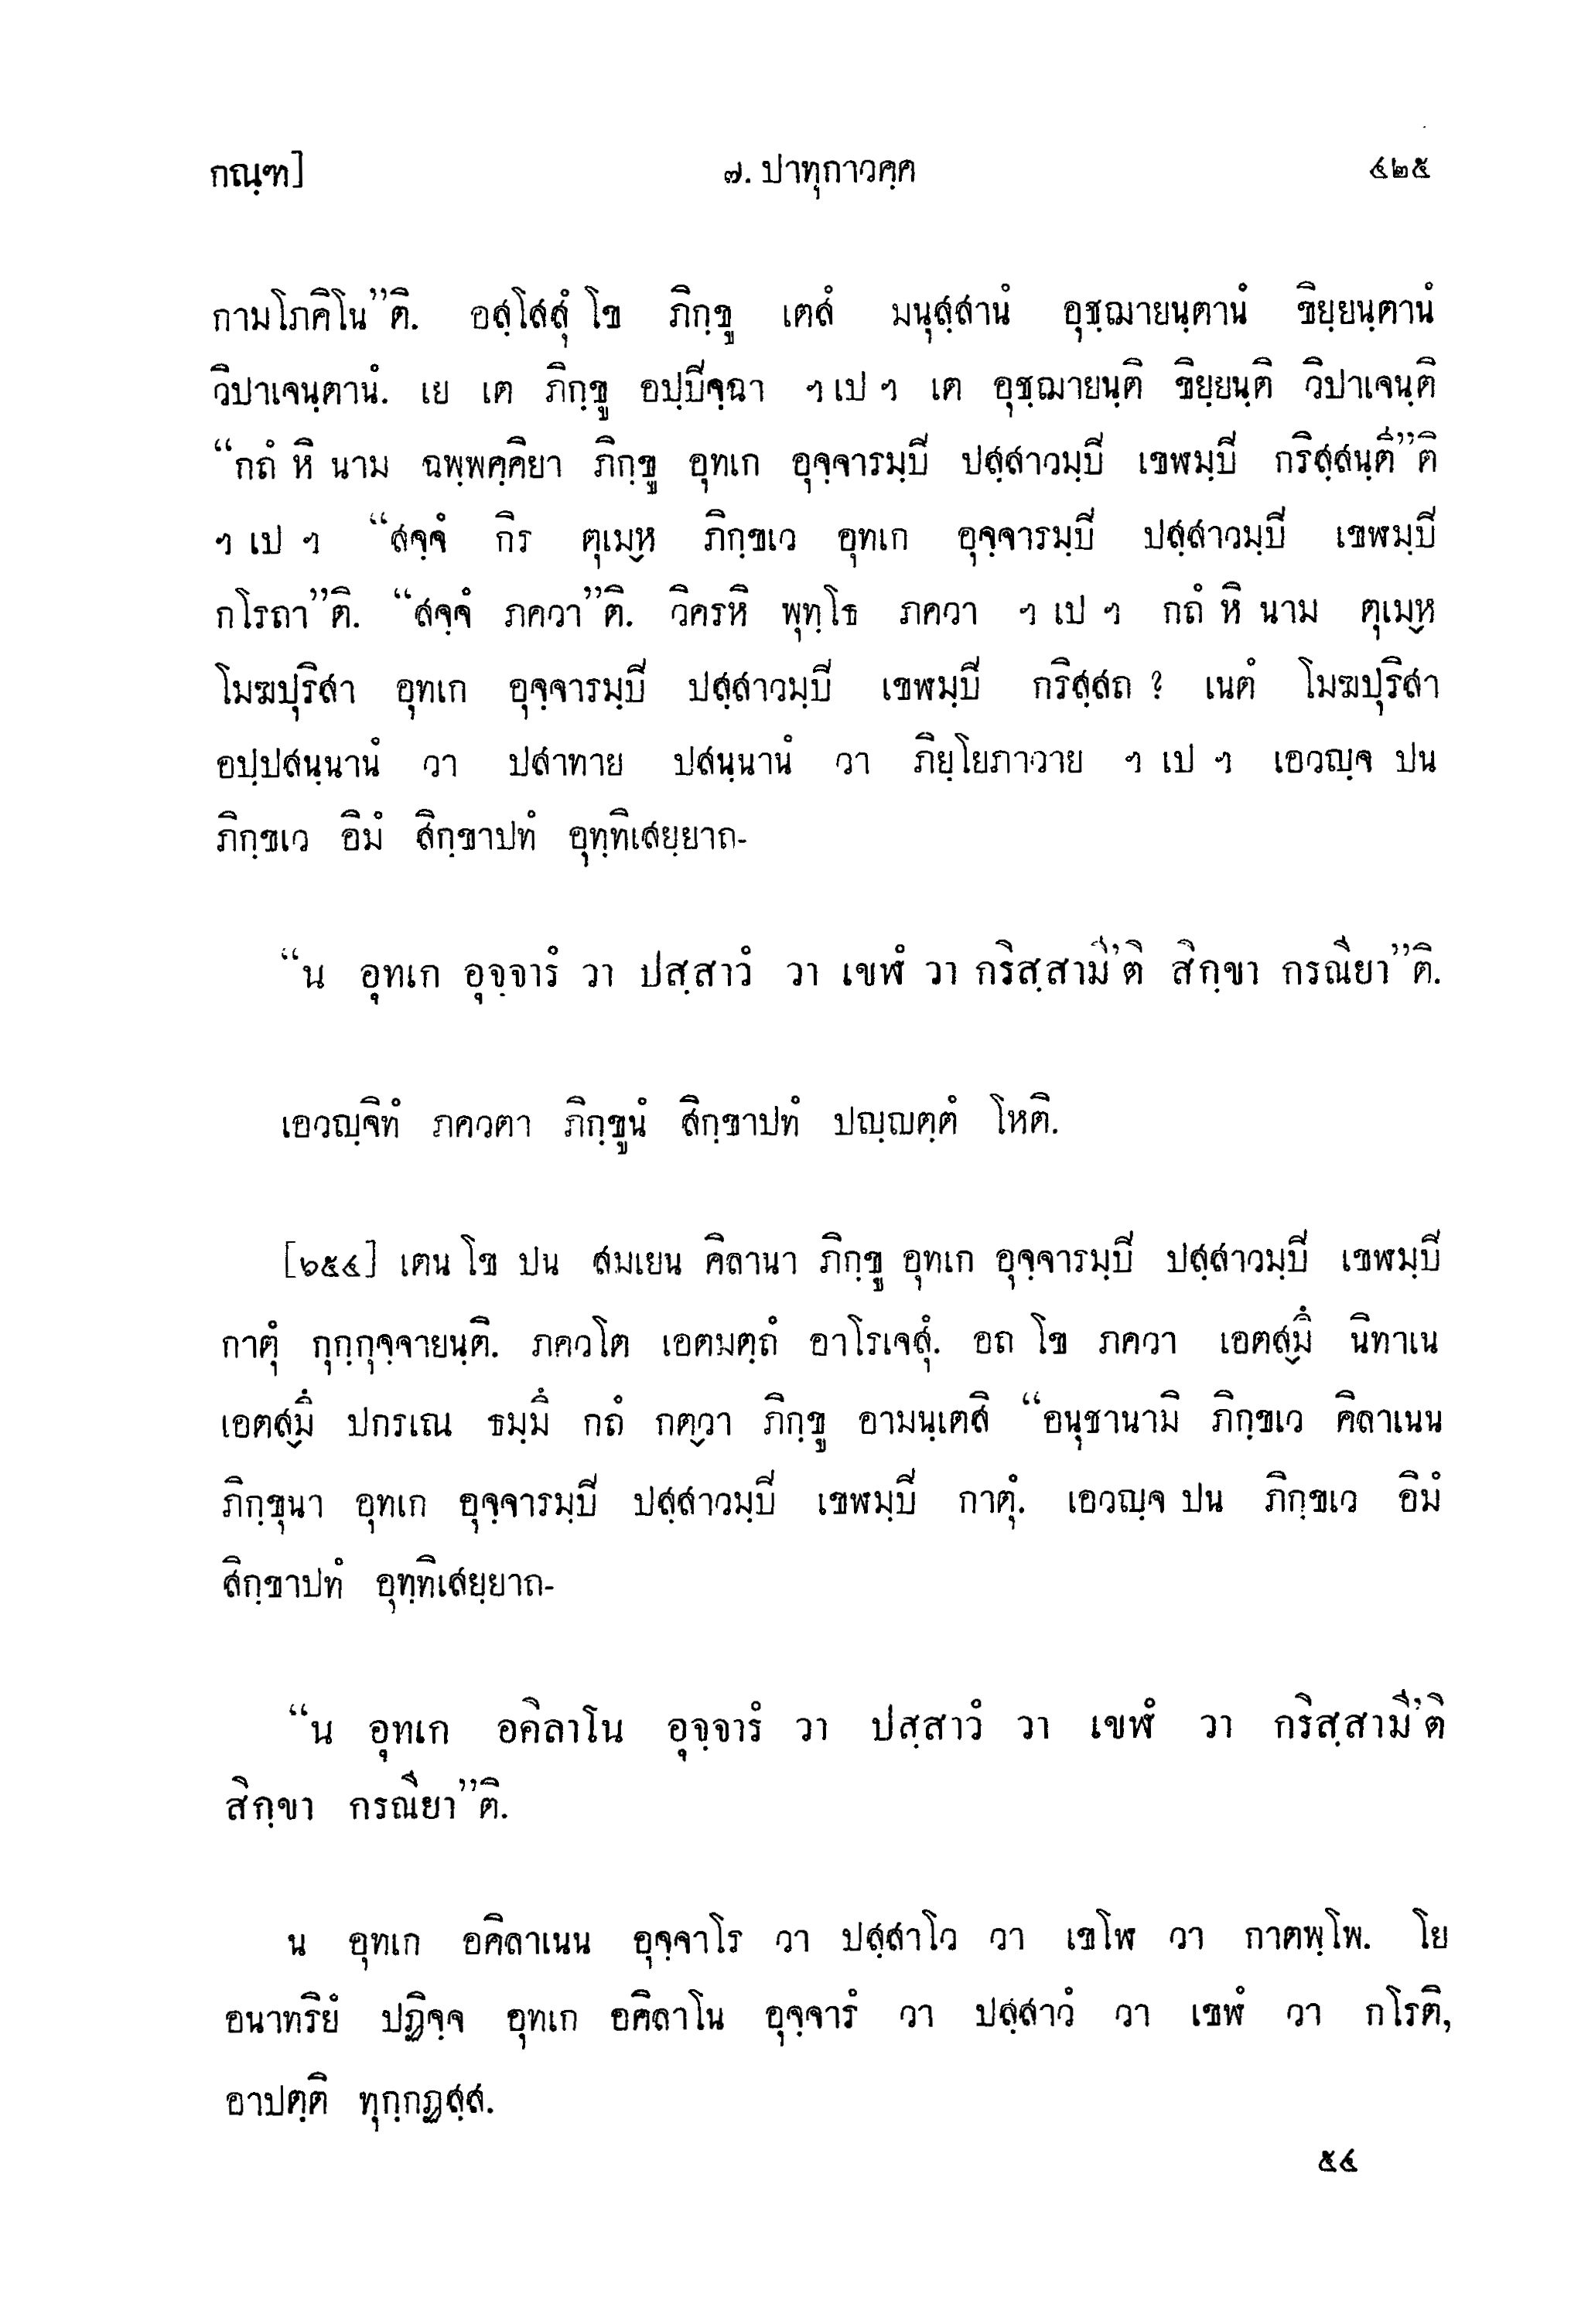 กณฺฑ]
๗. ปาทุกาวคฺค
๔๒๕
กามโภคิโน”ติ. อสฺโสสุํ โข ภิกฺขู เตสํ มนุสฺสานํ อุชฺฌายนฺตานํ ขิยฺยนฺตานํ
วิปาเจนฺตานํ. เย เต ภิกฺขู อปฺปิจฺฉา ฯ เป ฯ เต อุชฺฌายนฺติ ขิยฺยนฺติ วิปาเจนฺติ
“กถํ หิ นาม ฉพฺพคฺคิยา ภิกฺขู อุทเก อุจฺจารมฺปิ ปสฺสาวมฺปิ เขฬมฺปิ กริสฺสนฺตี”ติ
ฯ เป ฯ “สจฺจํ กิร ตุเมฺห ภิกฺขเว อุทเก อุจฺจารมฺปิ ปสฺสาวมฺปิ เขฬมฺปิ
กโรถา”ติ. “สจฺจํ ภควา”ติ. วิครหิ พุทฺโธ ภควา ฯ เป ฯ กถํ หิ นาม ตุเมฺห
โมฆปุริสา อุทเก อุจฺจารมฺปิ ปสฺสาวมฺปิ เขฬมฺปิ กริสฺสถ ? เนตํ โมฆปุริสา
อปฺปสนฺนานํ วา ปสาทาย ปสนฺนานํ วา ภิยฺโยภาวาย ฯ เป ฯ เอวญฺจ ปน
ภิกฺขเว อิมํ สิกฺขาปทํ อุทฺทิเสยฺยาถ-
“น อุทเก อุจฺจารํ วา ปสฺสาวํ วา เขฬํ วา กริสฺสามี’ติ สิกฺขา กรณียา”ติ.
เอวญฺจิทํ ภควตา ภิกฺขูนํ สิกฺขาปทํ ปญฺญตฺตํ โหติ.
[๖๕๔] เตน โข ปน สมเยน คิลานา ภิกฺขู อุทเก อุจฺจารมฺปิ ปสฺสาวมฺปิ เขฬมฺปิ
กาตุํ กุกฺกุจฺจายนฺติ. ภควโต เอตมตฺถํ อาโรเจสุํ. อถ โข ภควา เอตสฺมึ นิทาเน
เอตสฺมึ ปกรเณ ธมฺมึ กถํ กตฺวา ภิกฺขู อามนฺเตสิ “อนุชานามิ ภิกฺขเว คิลาเนน
ภิกฺขุนา อุทเก อุจฺจารมฺปิ ปสฺสาวมฺปิ เขฬมฺปิ กาตุํ. เอวญฺจ ปน ภิกฺขเว อิมํ
สิกฺขาปทํ อุทฺทิเสยฺยาถ-
“น อุทเก อคิลาโน อุจฺจารํ วา ปสฺสาวํ วา เขฬํ วา กริสฺสามี’ติ
สิกฺขา กรณียา”ติ.
น อุทเก อคิลาเนน อุจฺจาโร วา ปสฺสาโว วา เขโฬ วา กาตพฺโพ. โย
อนาทริยํ ปฏิจฺจ อุทเก อคิลาโน อุจฺจารํ วา ปสฺสาวํ วา เขฬํ วา กโรติ,
อาปตฺติ ทุกฺกฏสฺส.
๕๔